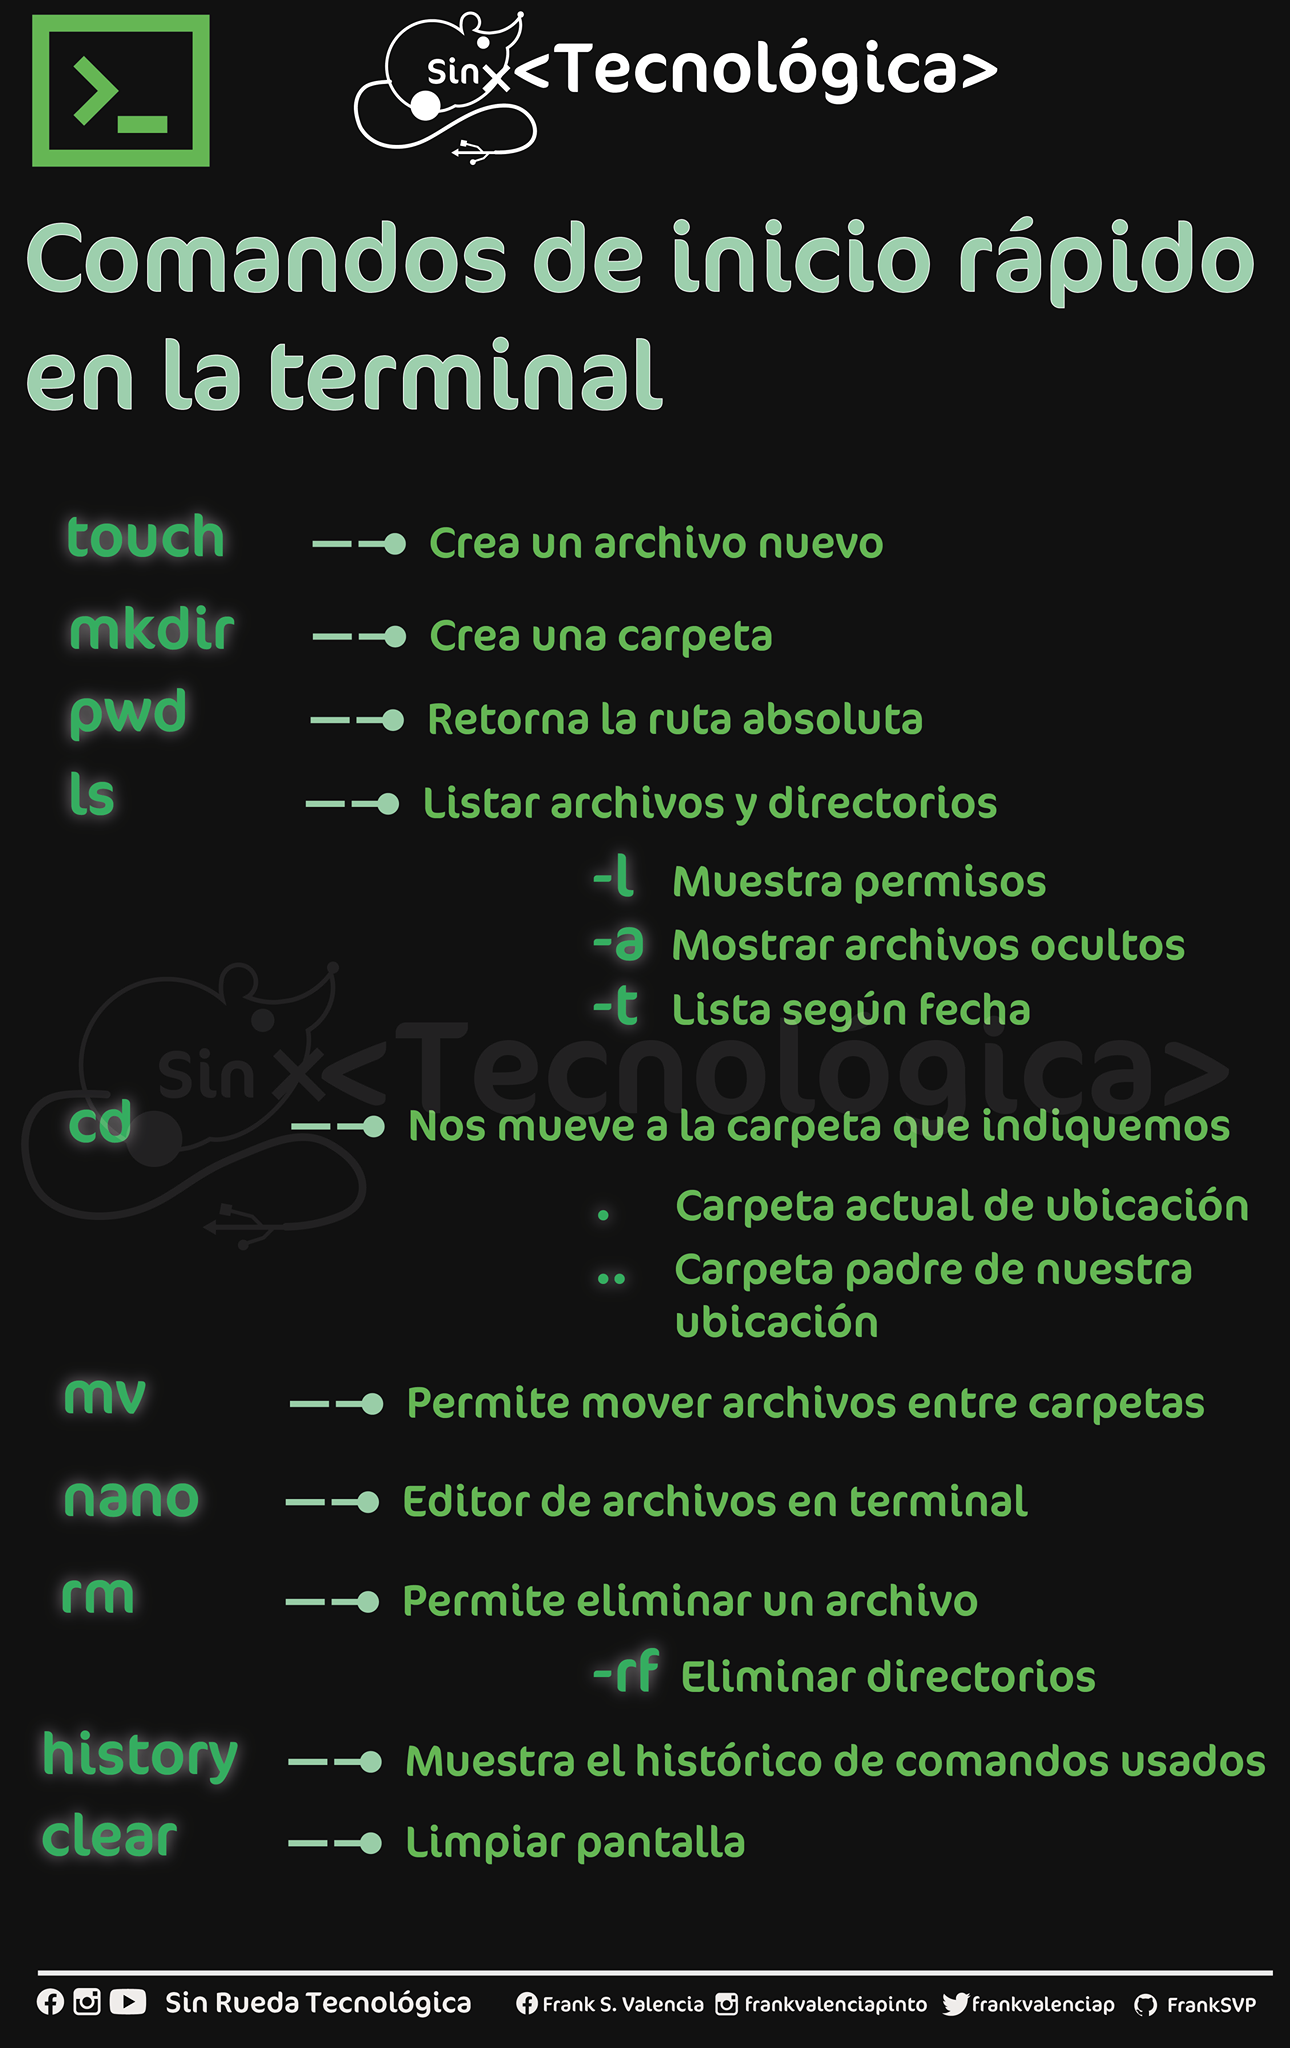 >_
Sin <Tecnológica>
Comandos de inicio rápido
en la terminal
touch Crea un archivo nuevo
mkdir Crea una carpeta
pwd Retorna la ruta absoluta
ls Listar archivos y directorios
-l Muestra permisos
-a Mostrar archivos ocultos
-t Lista según fecha
Sin <Tecnológica>
cd Nos mueve a la carpeta que indiquemos
. Carpeta actual de ubicación
.. Carpeta padre de nuestra
ubicación
mv Permite mover archivos entre carpetas
nano Editor de archivos en terminal
rm Permite eliminar un archivo
-rf Eliminar directorios
history Muestra el histórico de comandos usados
clear Limpiar pantalla
Sin Rueda Tecnológica Frank S. Valencia frankvalenciapinto frankvalenciap FrankSVP